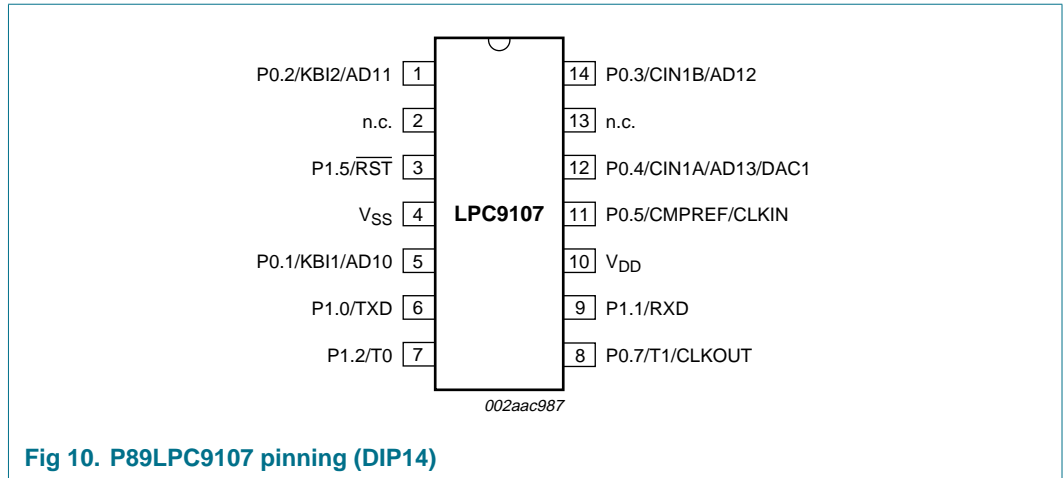 P0.2/KBI2/AD11 1
14 P0.3/CIN1B/AD12
n.c. 2
13 n.c.
P1.5/R̅S̅T̅ 3
12 P0.4/CIN1A/AD13/DAC1
VSS 4
LPC9107
11 P0.5/CMPREF/CLKIN
P0.1/KBI1/AD10 5
10 VDD
P1.0/TXD 6
9 P1.1/RXD
P1.2/T0 7
8 P0.7/T1/CLKOUT
002aac987
Fig 10. P89LPC9107 pinning (DIP14)